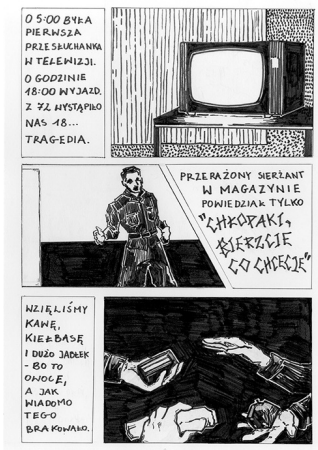 O 5:00 BYŁA
PIERWSZA
PRZESŁUCHANKA
W TELEWIZJI.
O GODZINIE
18:00 WYJAZD.
Z 72 WYSTĄPIŁO
NAS 18...
TRAGEDIA.
PRZERAŻONY SIERŻANT
W MAGAZYNIE
POWIEDZIAŁ TYLKO
"CHŁOPAKI,
BIERZCIE
CO CHCECIE"
WZIĘLIŚMY
KAWĘ,
KIEŁBASĘ
I DUŻO JABŁEK
- BO TO
OWOCE,
A JAK
WIADOMO
TEGO
BRAKOWAŁO.